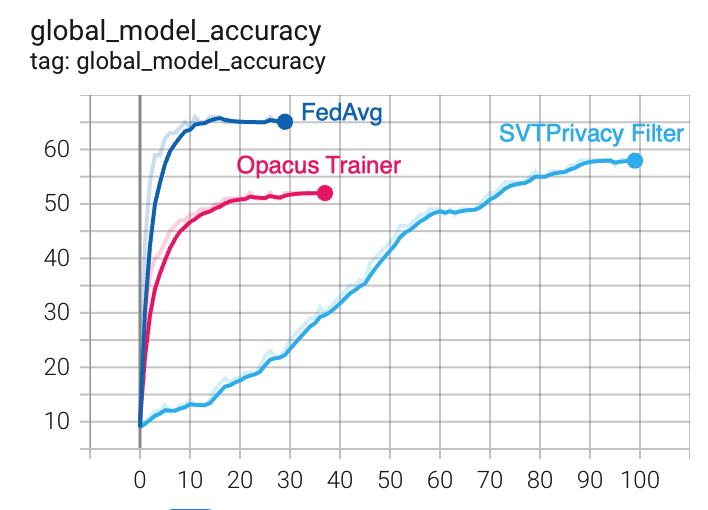 global_model_accuracy
tag: global_model_accuracy
FedAvg
SVTPrivacy Filter
Opacus Trainer
60
50
40
30
20
10
0 10 20 30 40 50 60 70 80 90 100